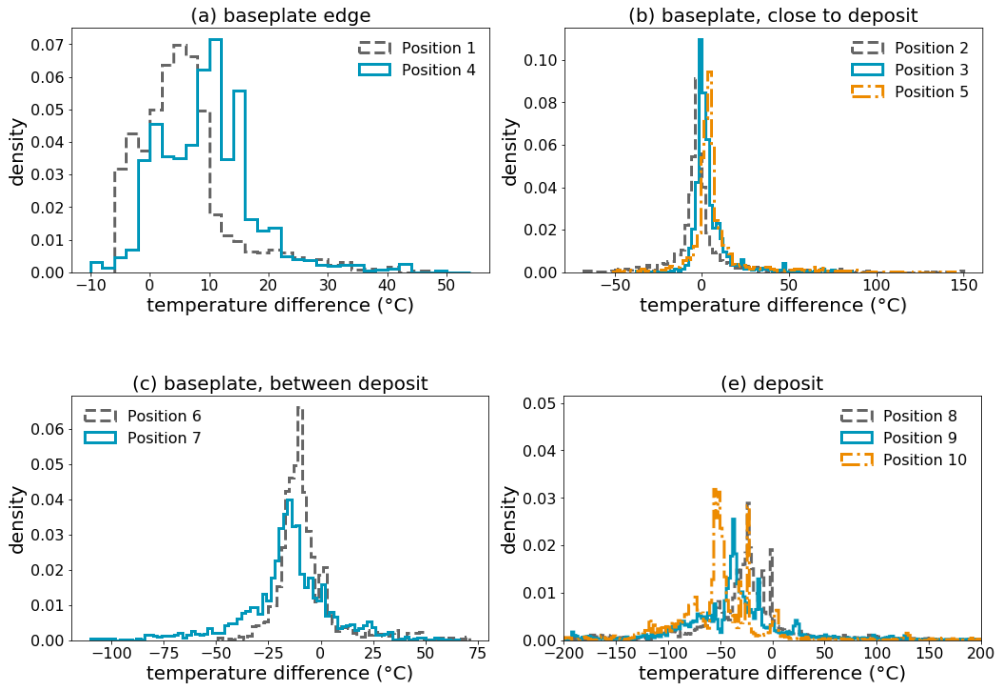 (a) baseplate edge
0.07
0.06
0.05
0.04
0.03
0.02
0.01
0.00
density
Position 1
Position 4
−10 0 10 20 30 40 50
temperature difference (°C)
(b) baseplate, close to deposit
0.10
0.08
0.06
0.04
0.02
0.00
density
Position 2
Position 3
Position 5
−50 0 50 100 150
temperature difference (°C)
(c) baseplate, between deposit
0.06
0.05
0.04
0.03
0.02
0.01
0.00
density
Position 6
Position 7
−100 −75 −50 −25 0 25 50 75
temperature difference (°C)
(e) deposit
0.05
0.04
0.03
0.02
0.01
0.00
density
Position 8
Position 9
Position 10
−200 −150 −100 −50 0 50 100 150 200
temperature difference (°C)